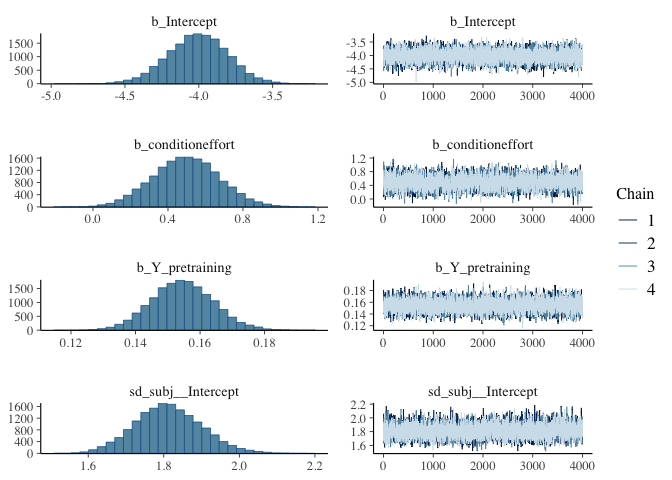 b_Intercept
1500
1000
500
0
-5.0 -4.5 -4.0 -3.5
b_Intercept
-3.5
-4.0
-4.5
-5.0
0 1000 2000 3000 4000
b_conditioneffort
1600
1200
800
400
0
0.0 0.4 0.8 1.2
b_conditioneffort
1.2
0.8
0.4
0.0
0 1000 2000 3000 4000
Chain
1
2
3
4
b_Y_pretraining
1500
1000
500
0
0.12 0.14 0.16 0.18
b_Y_pretraining
0.18
0.16
0.14
0.12
0 1000 2000 3000 4000
sd_subj__Intercept
1600
1200
800
400
0
1.6 1.8 2.0 2.2
sd_subj__Intercept
2.2
2.0
1.8
1.6
0 1000 2000 3000 4000